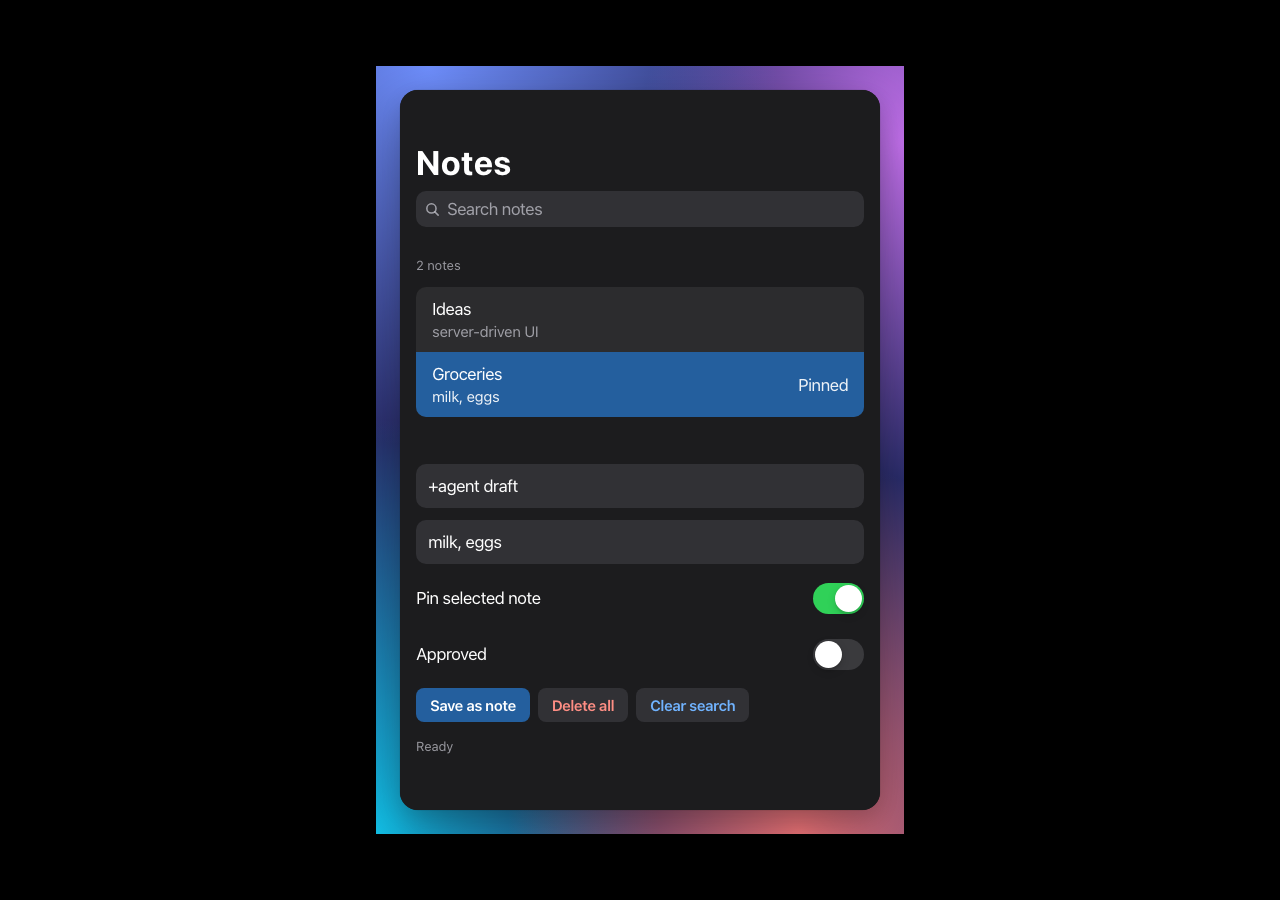 Notes
Search notes
2 notes
Ideas
server-driven UI
Groceries
Pinned
milk, eggs
+agent draft
milk, eggs
Pin selected note
Approved
Save as note
Delete all
Clear search
Ready